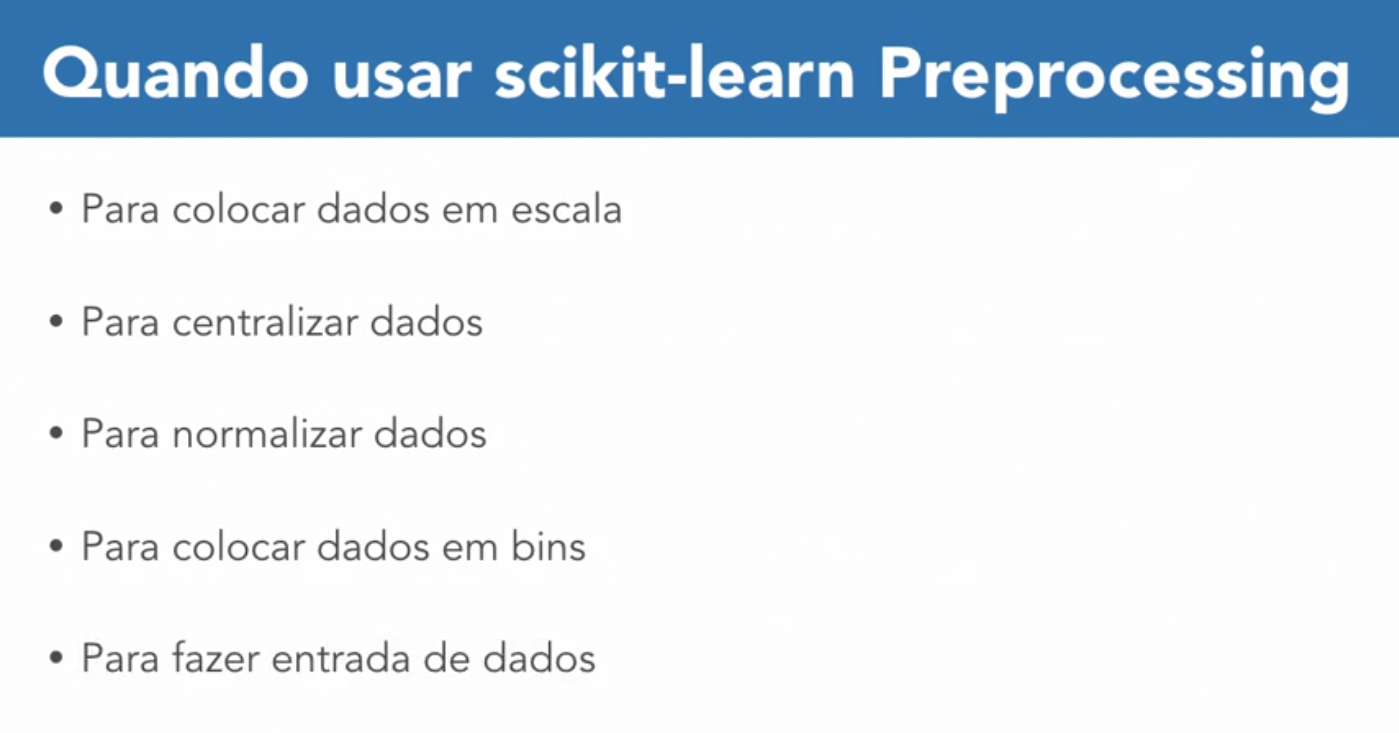 Quando usar scikit-learn Preprocessing
• Para colocar dados em escala
• Para centralizar dados
• Para normalizar dados
• Para colocar dados em bins
• Para fazer entrada de dados